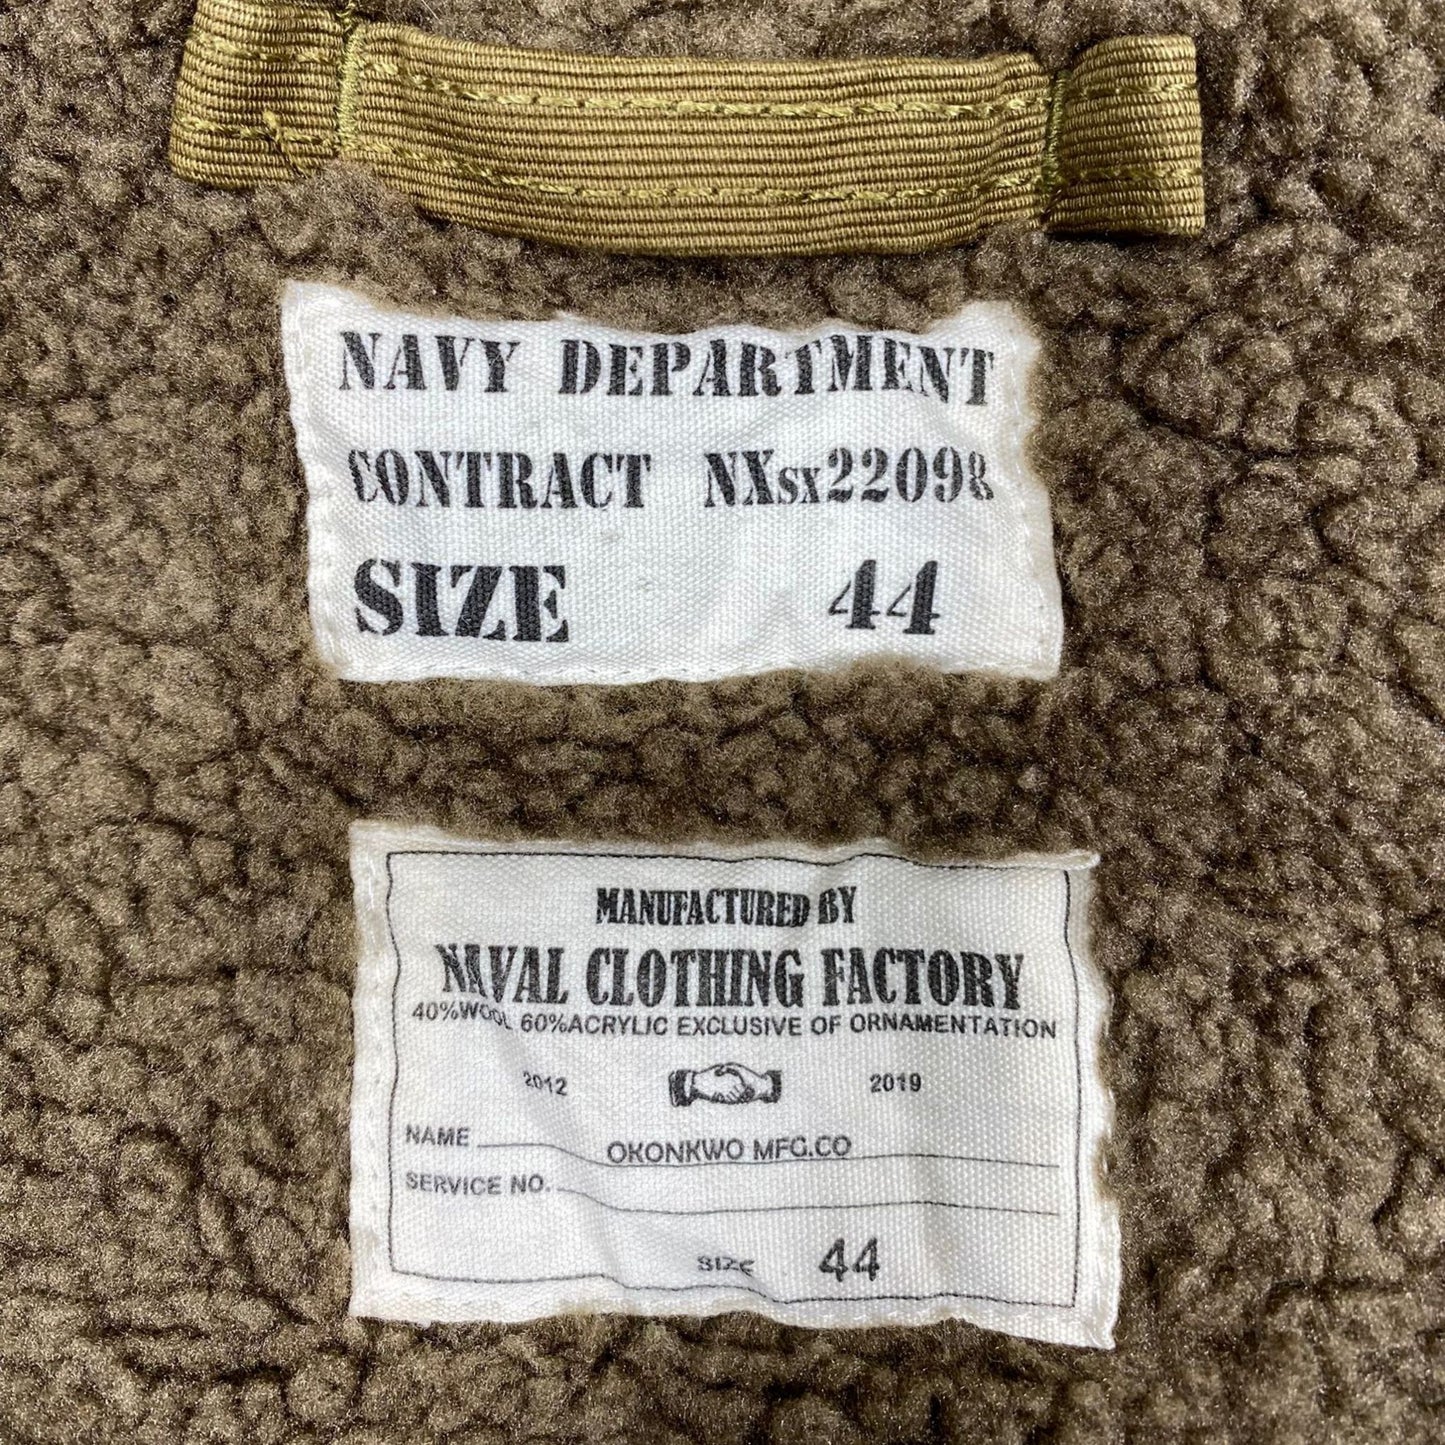 NAVY DEPARTMENT
CONTRACT NXsx22098
SIZE 44
MANUFACTURED BY
NAVAL CLOTHING FACTORY
40%WOOL 60%ACRYLIC EXCLUSIVE OF ORNAMENTATION
2012 2019
NAME OKONKWO MFG.CO
SERVICE NO.
SIZE 44